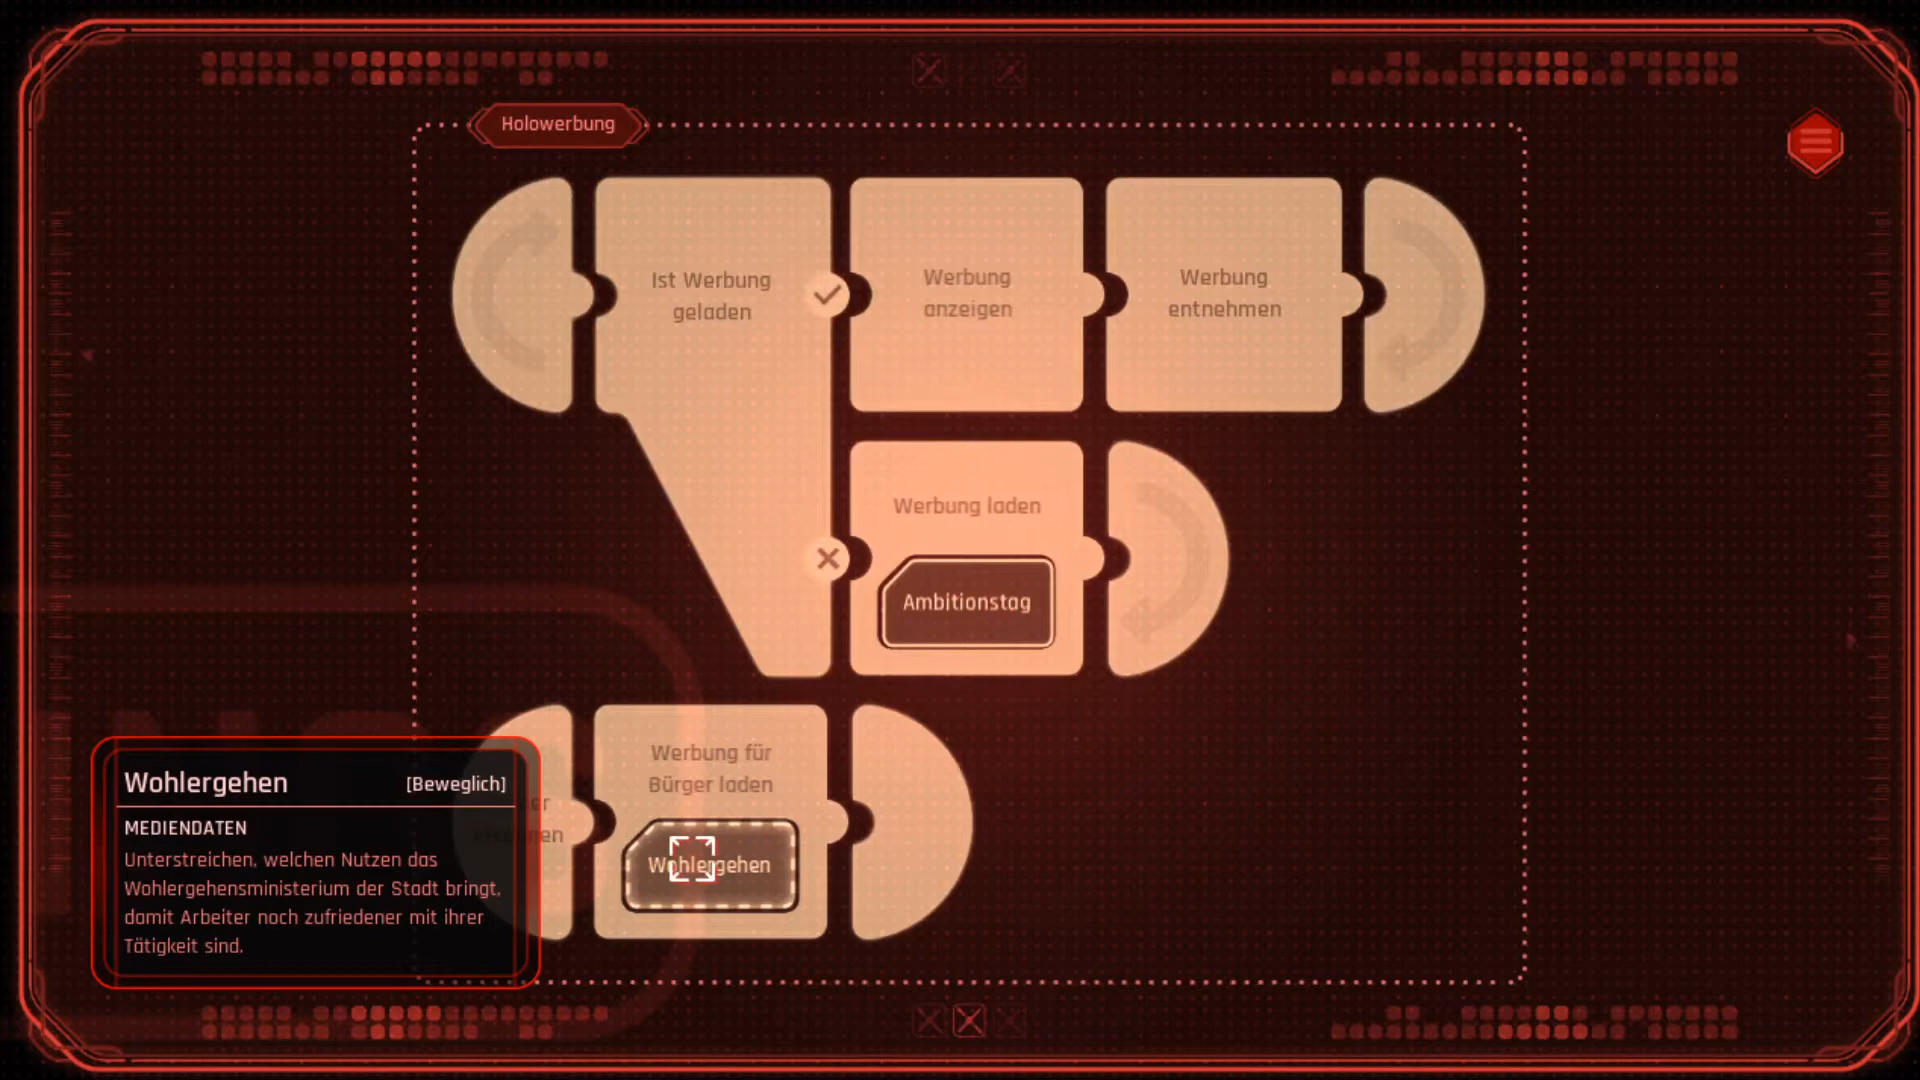 Holowerbung
Ist Werbung
geladen
Werbung
anzeigen
Werbung
entnehmen
Werbung laden
Ambitionstag
Werbung für
Bürger laden
Wohlergehen
Wohlergehen [Beweglich]
MEDIENDATEN
Unterstreichen, welchen Nutzen das
Wohlergehensministerium der Stadt bringt,
damit Arbeiter noch zufriedener mit ihrer
Tätigkeit sind.